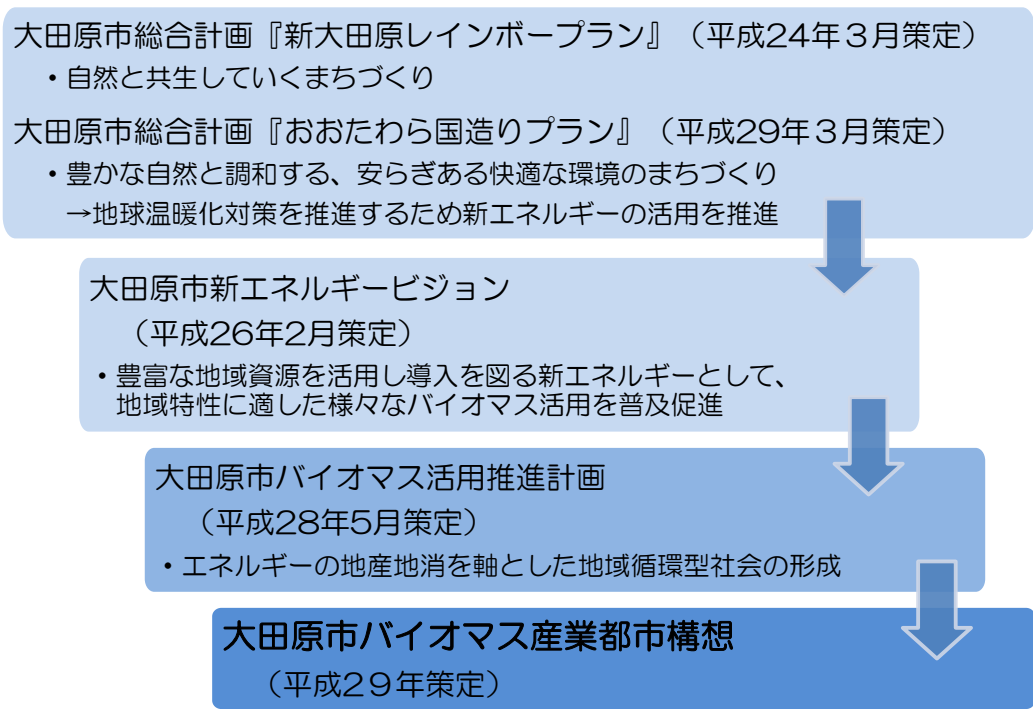 大田原市総合計画『新大田原レインボープラン』（平成24年３月策定）
・自然と共生していくまちづくり
大田原市総合計画『おおたわら国造りプラン』（平成29年３月策定）
・豊かな自然と調和する、安らぎある快適な環境のまちづくり
→地球温暖化対策を推進するため新エネルギーの活用を推進
大田原市新エネルギービジョン
（平成26年2月策定）
・豊富な地域資源を活用し導入を図る新エネルギーとして、
地域特性に適した様々なバイオマス活用を普及促進
大田原市バイオマス活用推進計画
（平成28年5月策定）
・エネルギーの地産地消を軸とした地域循環型社会の形成
大田原市バイオマス産業都市構想
（平成２９年策定）